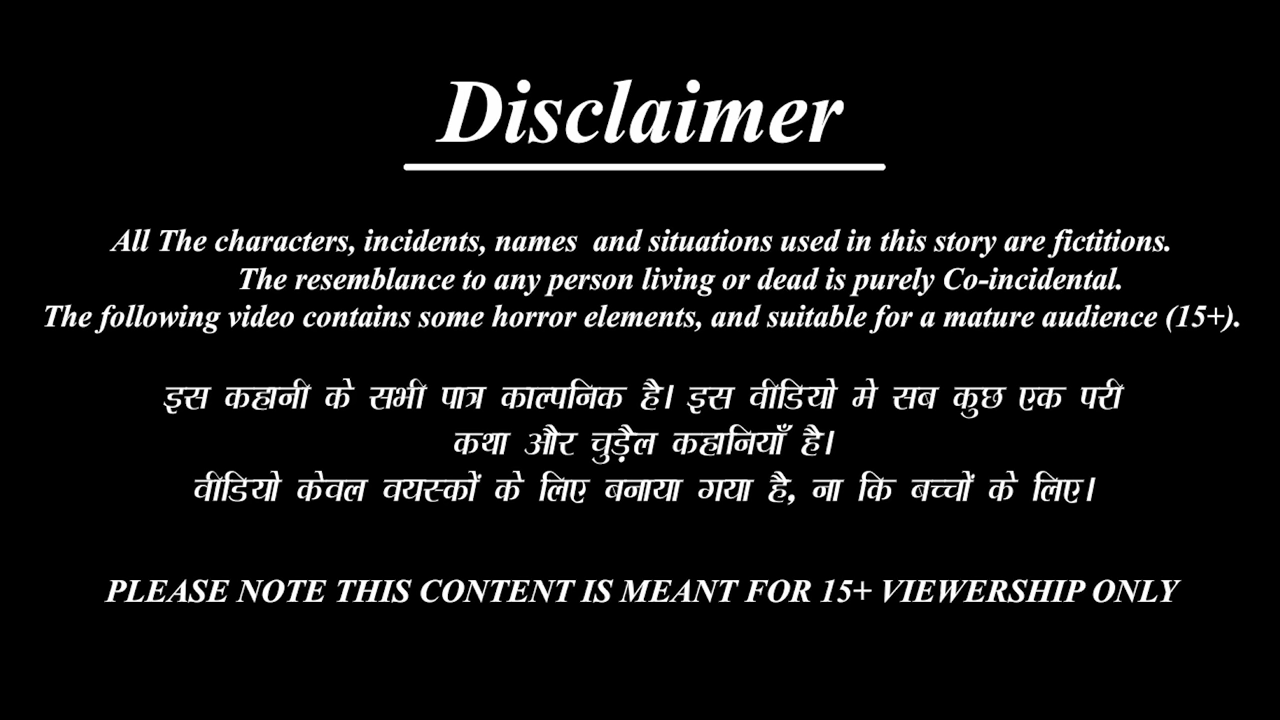 Disclaimer
All The characters, incidents, names and situations used in this story are fictitions.
The resemblance to any person living or dead is purely Co-incidental.
The following video contains some horror elements, and suitable for a mature audience (15+).
इस कहानी के सभी पात्र काल्पनिक है। इस वीडियो मे सब कुछ एक परी
कथा और चुड़ैल कहानियाँ है।
वीडियो केवल वयस्कों के लिए बनाया गया है, ना कि बच्चों के लिए।
PLEASE NOTE THIS CONTENT IS MEANT FOR 15+ VIEWERSHIP ONLY